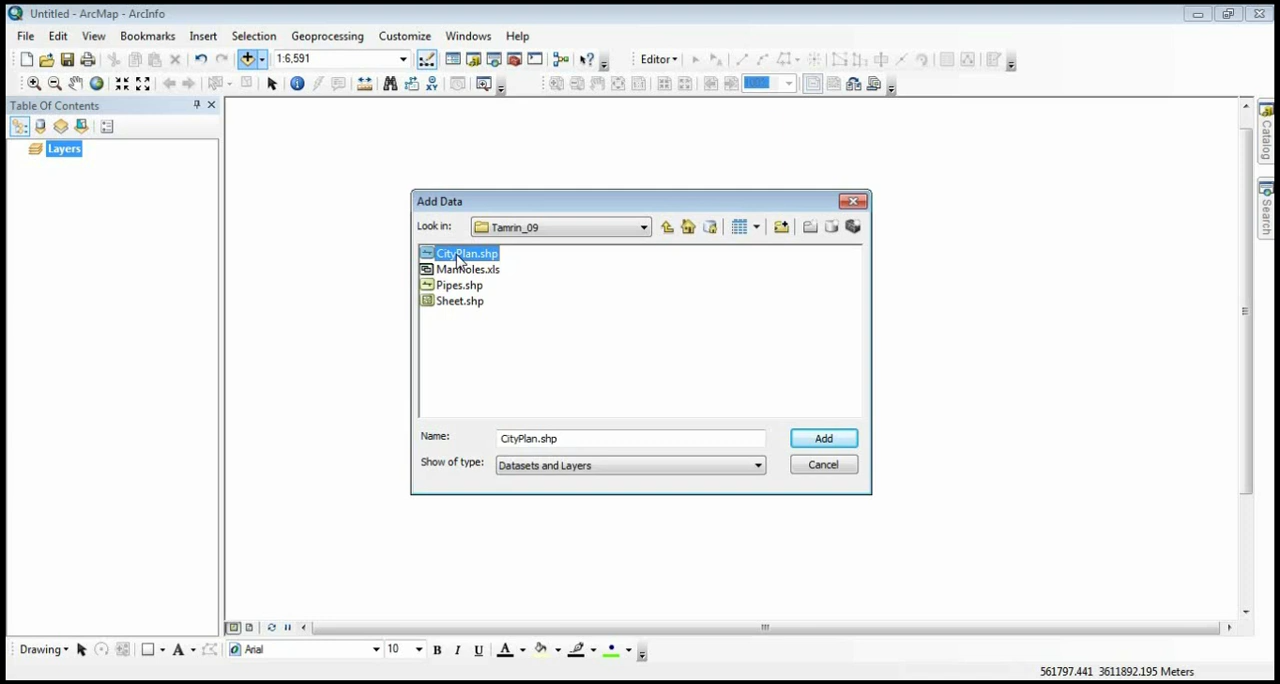 Untitled - ArcMap - ArcInfo
File Edit View Bookmarks Insert Selection Geoprocessing Customize Windows Help
1:6,591
Editor
Table Of Contents
Layers
Catalog
Search
Add Data
Look in: Tamrin_09
CityPlan.shp
ManHoles.xls
Pipes.shp
Sheet.shp
Name: CityPlan.shp Add
Show of type: Datasets and Layers Cancel
Drawing A Arial 10 B I U A
561797.441 3611892.195 Meters